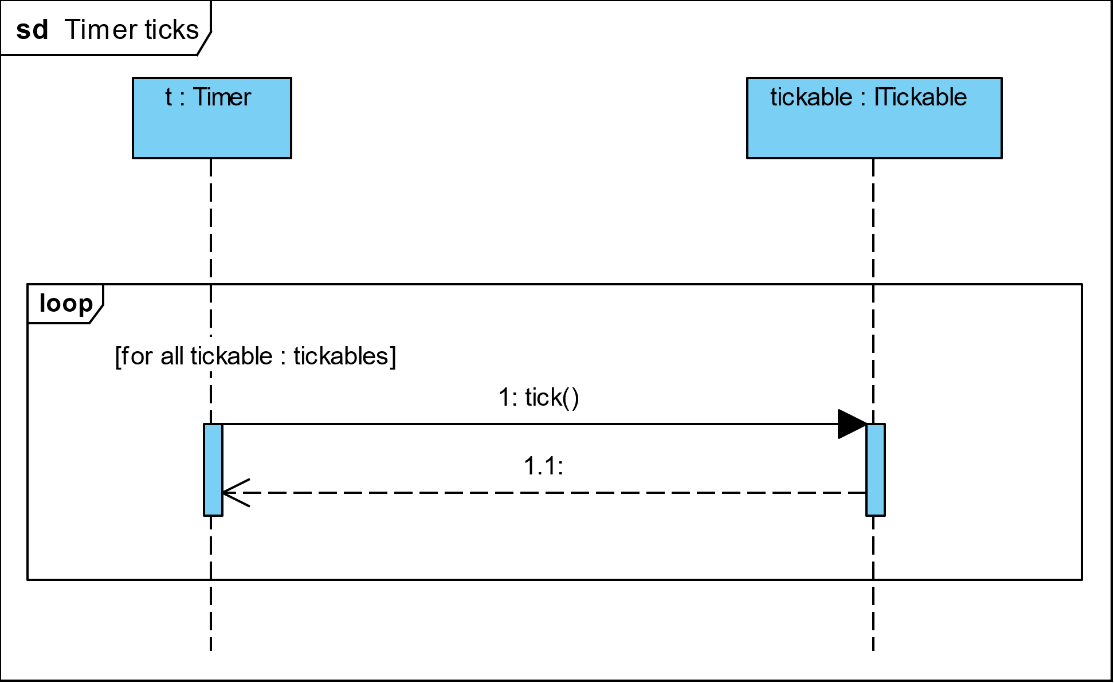 sd Timer ticks
t : Timer
tickable : ITickable
loop
[for all tickable : tickables]
1: tick()
1.1: